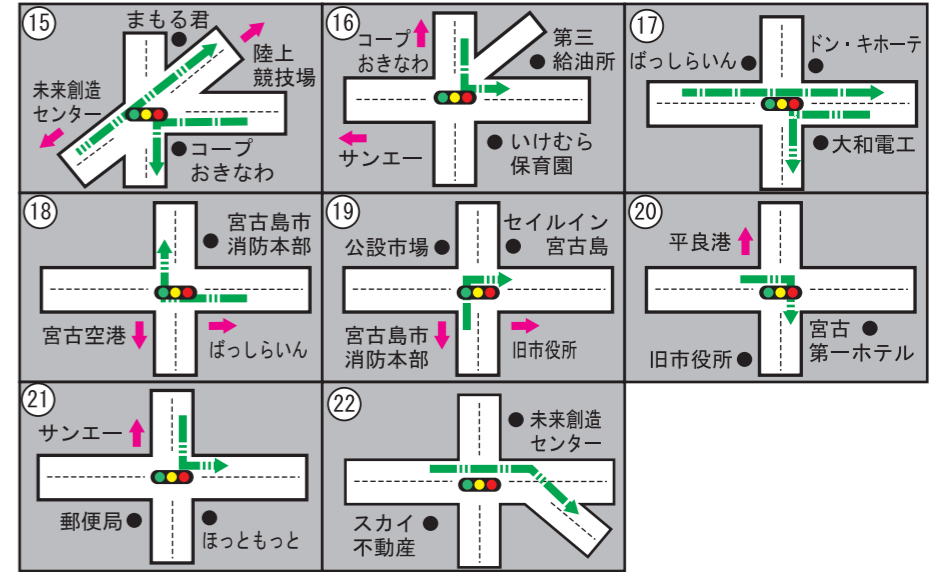 ⑮
まもる君
陸上
競技場
未来創造
センター
コープ
おきなわ
⑯
コープ
おきなわ
第三
給油所
サンエー
いけむら
保育園
⑰
ばっしらいん
ドン・キホーテ
大和電工
⑱
宮古島市
消防本部
宮古空港
ばっしらいん
⑲
公設市場
セイルイン
宮古島
宮古島市
消防本部
旧市役所
⑳
平良港
旧市役所
宮古
第一ホテル
㉑
サンエー
郵便局
ほっともっと
㉒
未来創造
センター
スカイ
不動産